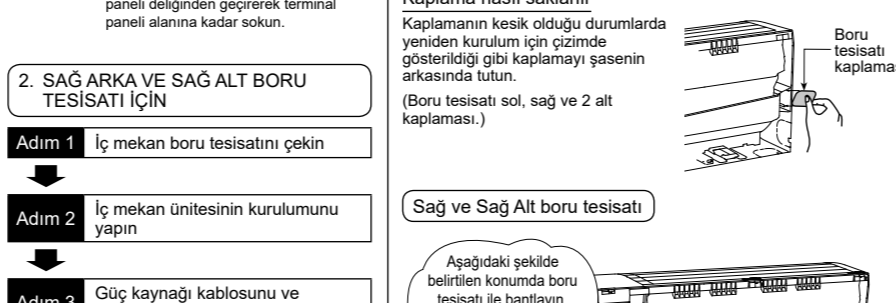 paneli deliğinden geçirerek terminal
paneli alanına kadar sokun.
2. SAĞ ARKA VE SAĞ ALT BORU
TESİSATI İÇİN
Adım 1 İç mekan boru tesisatını çekin
Adım 2 İç mekan ünitesinin kurulumunu
yapın
Adım 3 Güç kaynağı kablosunu ve
Kaplama nasıl saklanır
Kaplamanın kesik olduğu durumlarda
yeniden kurulum için çizimde
gösterildiği gibi kaplamayı şasenin
arkasında tutun.
(Boru tesisatı sol, sağ ve 2 alt
kaplaması.)
Boru
tesisatı
kaplaması
Sağ ve Sağ Alt boru tesisatı
Aşağıdaki şekilde
belirtilen konumda boru
tesisatı ile bantlayın